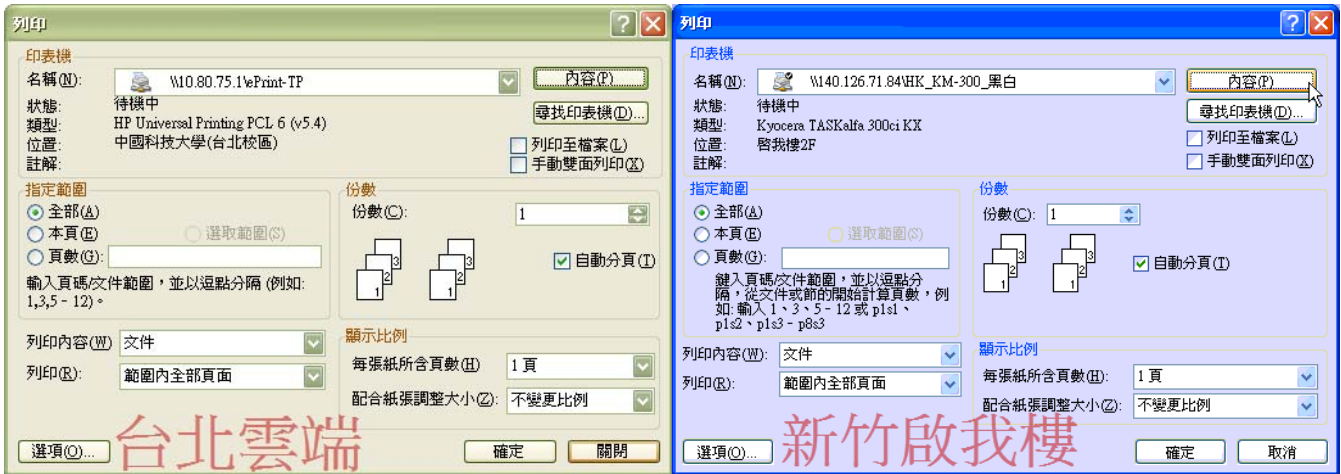 列印
印表機
名稱(N): \\10.80.75.1\ePrint-TP 內容(P)
狀態: 待機中 尋找印表機(D)...
類型: HP Universal Printing PCL 6 (v5.4)
位置: 中國科技大學(台北校區) 列印至檔案(L)
註解: 手動雙面列印(X)
指定範圍 份數
全部(A) 份數(C): 1
本頁(E) 選取範圍(S)
頁數(G): 自動分頁(T)
輸入頁碼/文件範圍,並以逗點分隔 (例如:
1,3,5 - 12)。
3 3
2 2
1 1
顯示比例
列印內容(W) 文件
每張紙所含頁數(H) 1 頁
列印(R): 範圍內全部頁面
配合紙張調整大小(Z): 不變更比例
台北雲端
選項(O)... 確定 關閉
列印
印表機
名稱(N): \\140.126.71.84\HK_KM-300_黑白 內容(P)
狀態: 待機中 尋找印表機(D)...
類型: Kyocera TASKalfa 300ci KX
位置: 啓我樓2F 列印至檔案(L)
註解: 手動雙面列印(X)
指定範圍 份數
全部(A) 份數(C): 1
本頁(E) 選取範圍(S)
頁數(G): 自動分頁(T)
鍵入頁碼/文件範圍,並以逗點分
隔,從文件或節的開始計算頁數,例
如: 輸入 1、3、5 - 12 或 p1s1、
p1s2、p1s3 - p8s3
3 3
2 2
1 1
顯示比例
列印內容(W): 文件
每張紙所含頁數(H): 1 頁
列印(R): 範圍內全部頁面
配合紙張調整大小(Z): 不變更比例
新竹啟我樓
選項(O)... 確定 取消